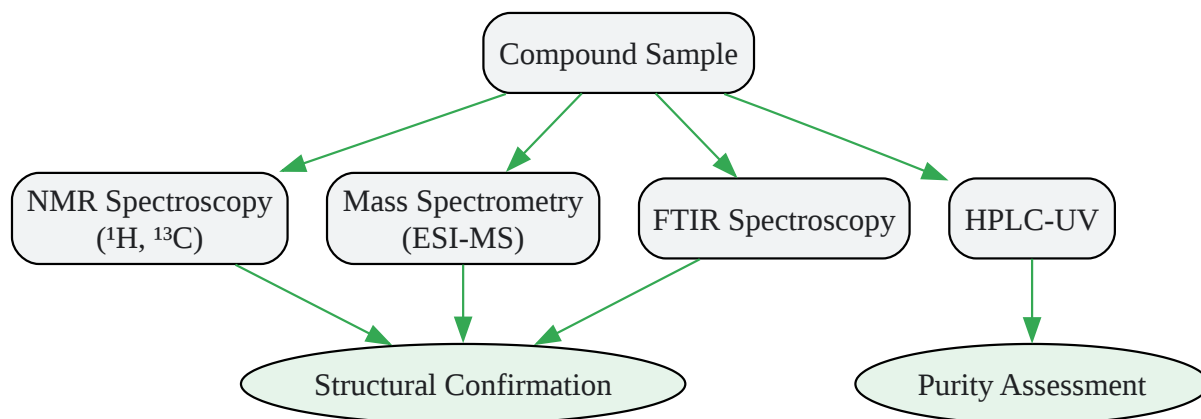 Compound Sample
NMR Spectroscopy
(¹H, ¹³C)
Mass Spectrometry
(ESI-MS)
FTIR Spectroscopy
HPLC-UV
Structural Confirmation
Purity Assessment